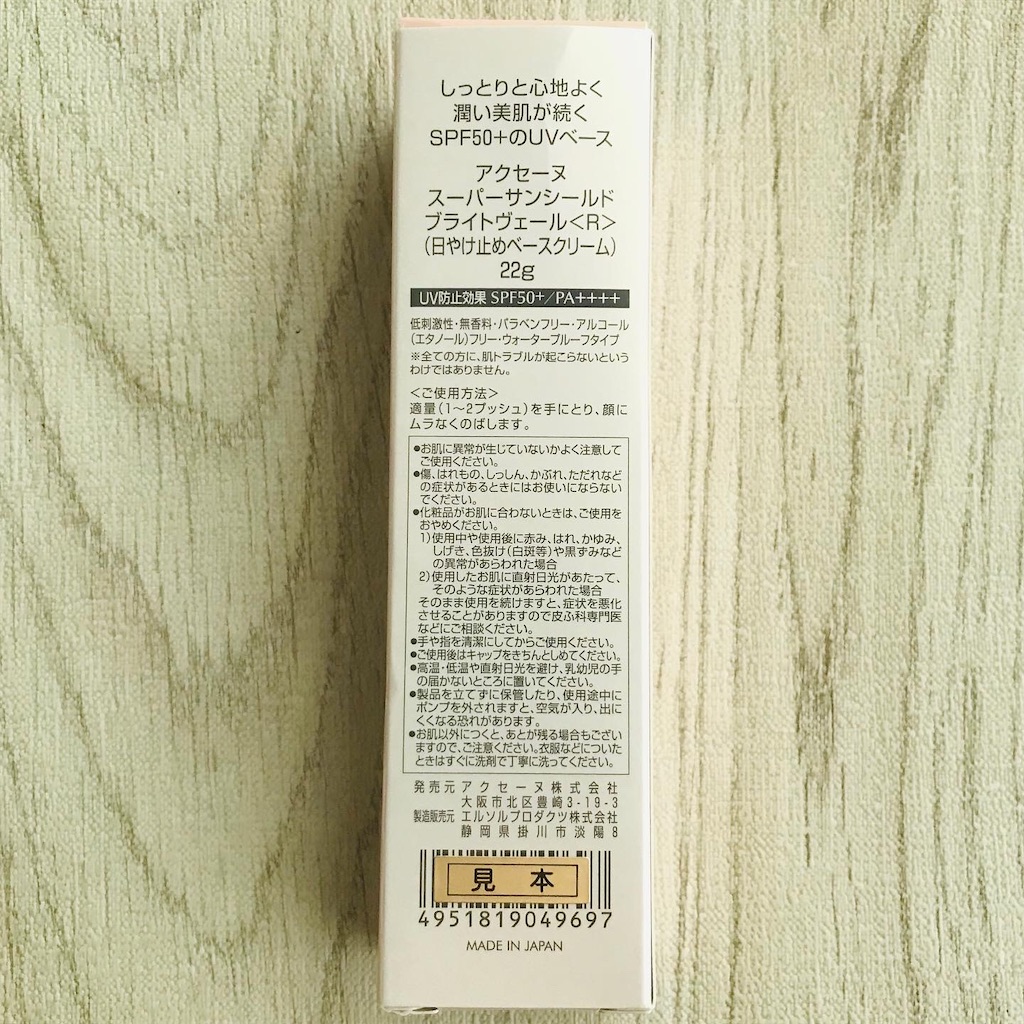 しっとりと心地よく
潤い美肌が続く
SPF50+のUVベース
アクセーヌ
スーパーサンシールド
ブライトヴェール<R>
(日やけ止めベースクリーム)
22g
UV防止効果 SPF50+/PA++++
低刺激性・無香料・パラベンフリー・アルコール
(エタノール)フリー・ウォータープルーフタイプ
※全ての方に、肌トラブルが起こらないという
わけではありません。
<ご使用方法>
適量(1〜2プッシュ)を手にとり、顔に
ムラなくのばします。
●お肌に異常が生じていないかよく注意して
ご使用ください。
●傷、はれもの、しっしん、かぶれ、ただれなど
の症状があるときにはお使いにならない
でください。
●化粧品がお肌に合わないときは、ご使用を
おやめください。
1)使用中や使用後に赤み、はれ、かゆみ、
しげき、色抜け(白斑等)や黒ずみなど
の異常があらわれた場合
2)使用したお肌に直射日光があたって、
そのような症状があらわれた場合
そのまま使用を続けますと、症状を悪化
させることがありますので皮ふ科専門医
などにご相談ください。
●手や指を清潔にしてからご使用ください。
●ご使用後はキャップをきちんとしめてください。
●高温・低温や直射日光を避け、乳幼児の手
の届かないところに置いてください。
●製品を立てずに保管したり、使用途中に
ポンプを外されますと、空気が入り、出に
くくなる恐れがあります。
●お肌以外につくと、あとが残る場合もござい
ますので、ご注意ください。衣服などについた
ときはすぐに洗剤で丁寧に洗ってください。
発売元 アクセーヌ株式会社
大阪市北区豊崎3-19-3
製造販売元 エルソルプロダクツ株式会社
静岡県掛川市淡陽8
見 本
4951819049697
MADE IN JAPAN